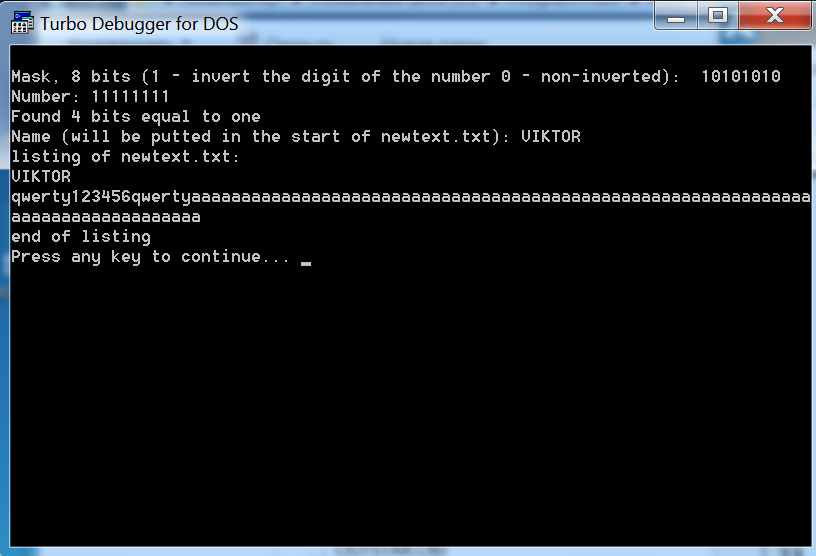 Turbo Debugger for DOS
Mask, 8 bits (1 - invert the digit of the number 0 - non-inverted):  10101010
Number: 11111111
Found 4 bits equal to one
Name (will be putted in the start of newtext.txt): VIKTOR
listing of newtext.txt:
VIKTOR
qwerty123456qwertyaaaaaaaaaaaaaaaaaaaaaaaaaaaaaaaaaaaaaaaaaaaaaaaaaaaaaaaaaaaaaa
aaaaaaaaaaaaaaaaaaa
end of listing
Press any key to continue... _